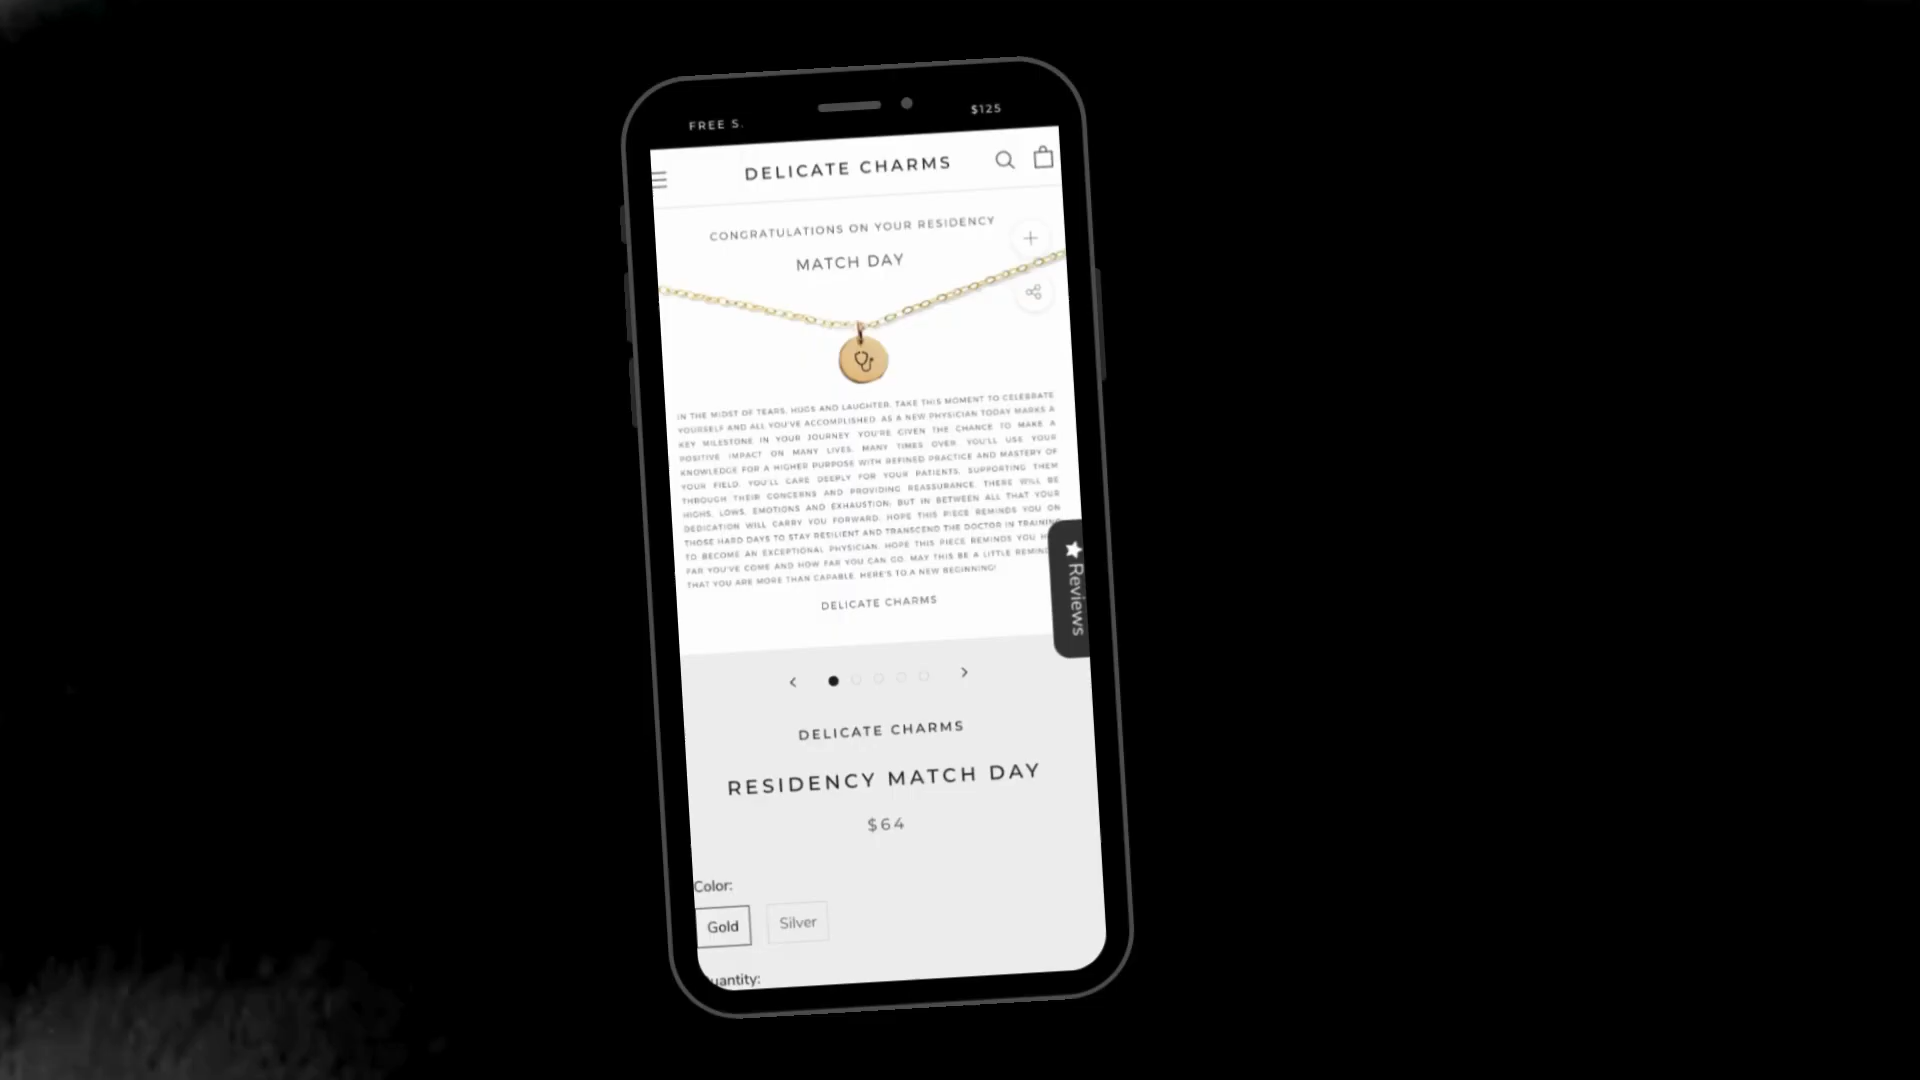 FREE S. $125
DELICATE CHARMS
CONGRATULATIONS ON YOUR RESIDENCY
MATCH DAY
IN THE MIDST OF TEARS, HUGS AND LAUGHTER, TAKE THIS MOMENT TO CELEBRATE
YOURSELF AND ALL YOU'VE ACCOMPLISHED. AS A NEW PHYSICIAN TODAY MARKS A
KEY MILESTONE IN YOUR JOURNEY. YOU'RE GIVEN THE CHANCE TO MAKE A
POSITIVE IMPACT ON MANY LIVES, MANY TIMES OVER. YOU'LL USE YOUR
KNOWLEDGE FOR A HIGHER PURPOSE WITH REFINED PRACTICE AND MASTERY OF
YOUR FIELD. YOU'LL CARE DEEPLY FOR YOUR PATIENTS, SUPPORTING THEM
THROUGH THEIR CONCERNS AND PROVIDING REASSURANCE. THERE WILL BE
HIGHS, LOWS, EMOTIONS AND EXHAUSTION; BUT IN BETWEEN ALL THAT YOUR
DEDICATION WILL CARRY YOU FORWARD. HOPE THIS PIECE REMINDS YOU ON
THOSE HARD DAYS TO STAY RESILIENT AND TRANSCEND THE DOCTOR IN TRAINING
TO BECOME AN EXCEPTIONAL PHYSICIAN. HOPE THIS PIECE REMINDS YOU
FAR YOU'VE COME AND HOW FAR YOU CAN GO. MAY THIS BE A LITTLE
THAT YOU ARE MORE THAN CAPABLE. HERE'S TO A NEW BEGINNING!
DELICATE CHARMS
Reviews
DELICATE CHARMS
RESIDENCY MATCH DAY
$64
Color:
Gold Silver
uantity: